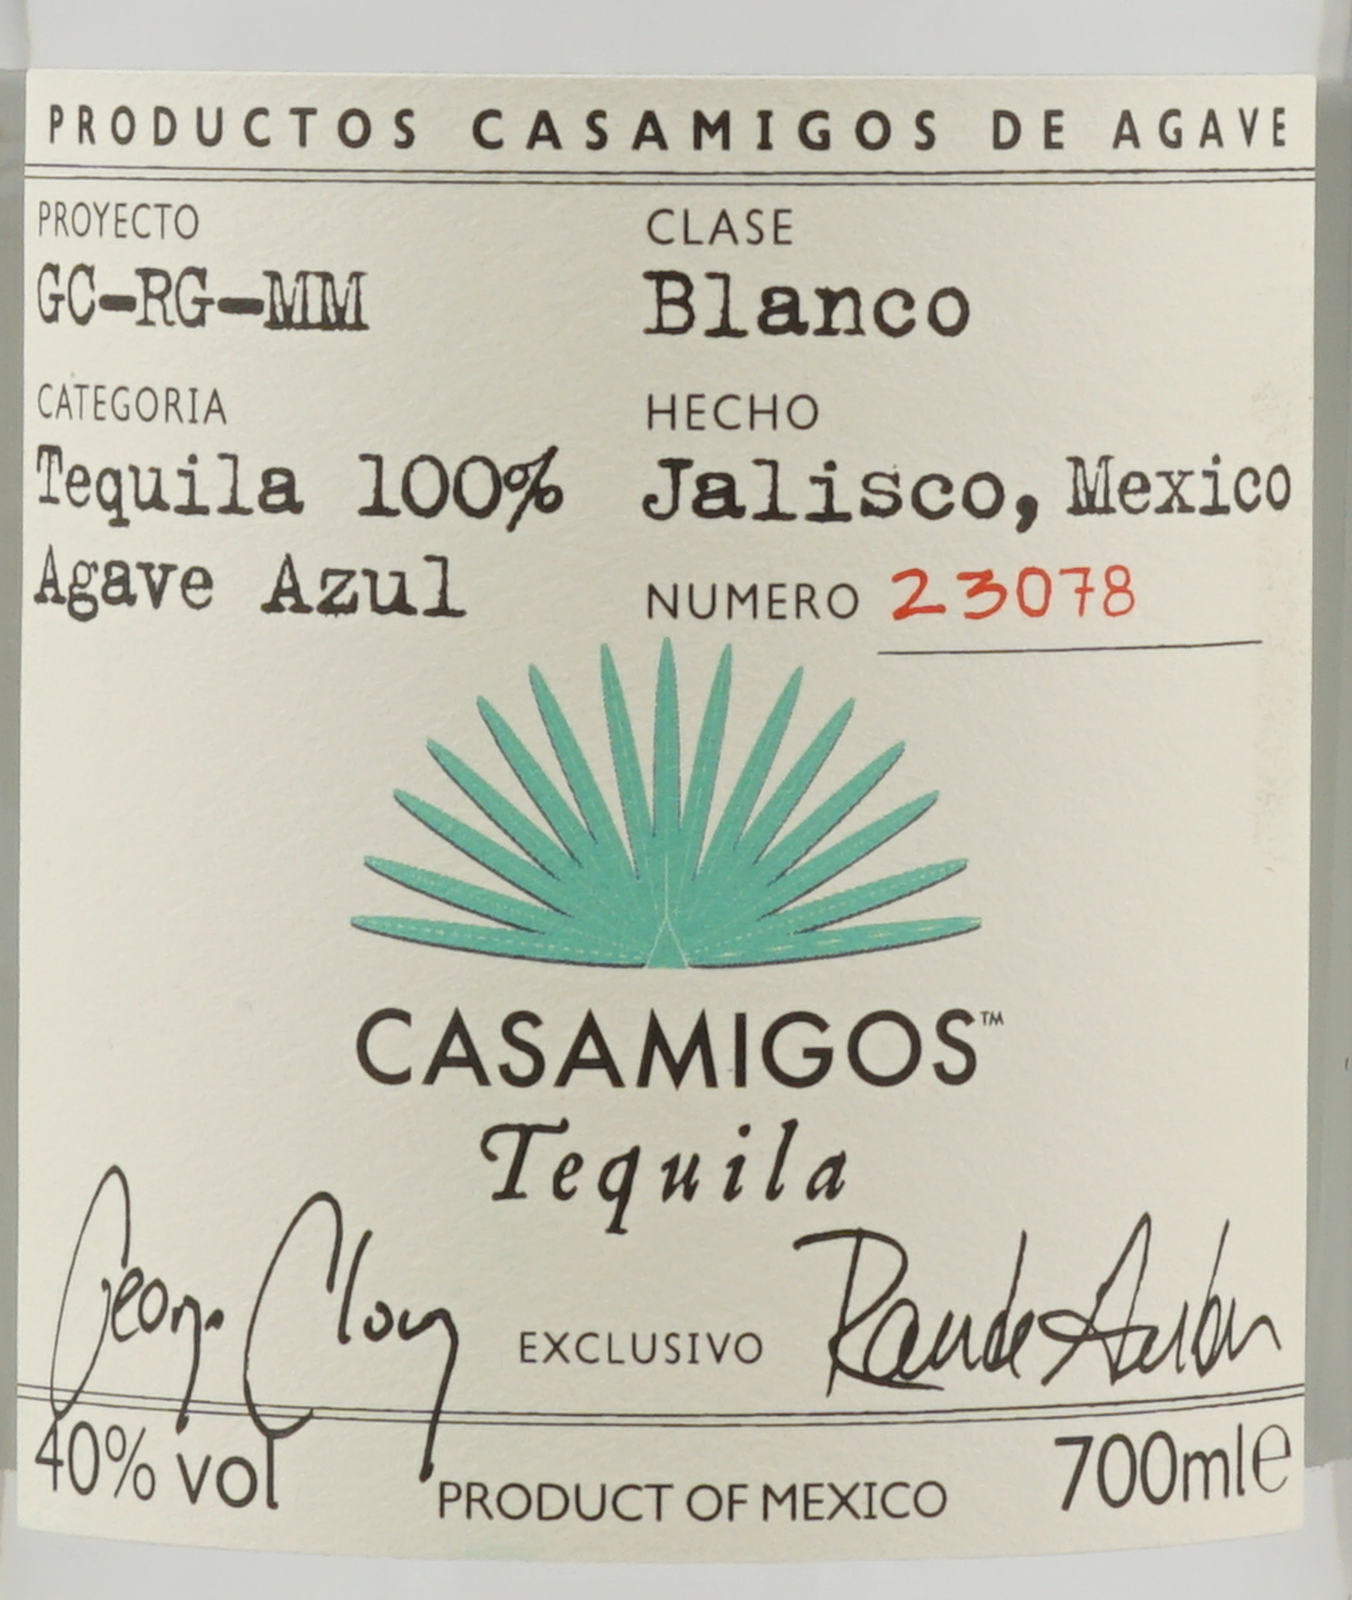 PRODUCTOS CASAMIGOS DE AGAVE
PROYECTO
GC-RG-MM
CLASE
Blanco
CATEGORIA
Tequila 100%
Agave Azul
HECHO
Jalisco, Mexico
NUMERO 23078
CASAMIGOS™
Tequila
EXCLUSIVO
40% vol
PRODUCT OF MEXICO
700ml℮